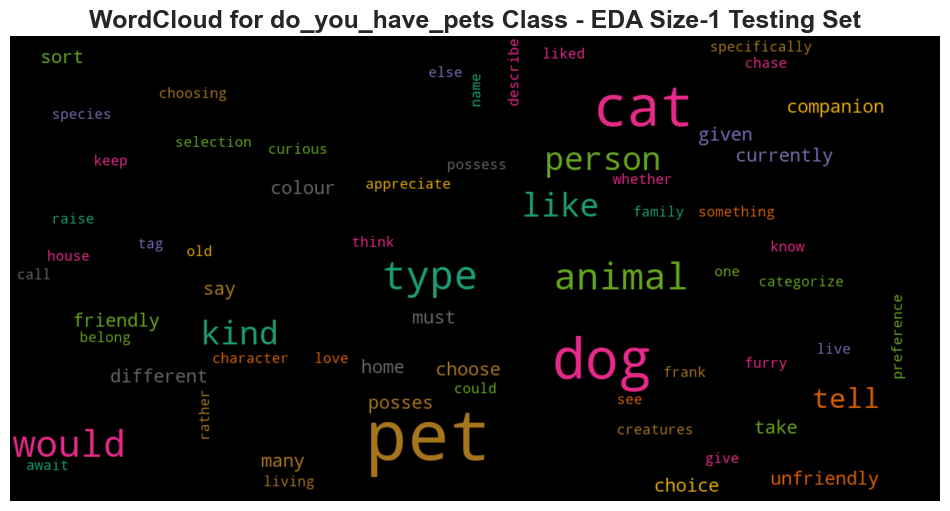 WordCloud for do_you_have_pets Class - EDA Size-1 Testing Set
sort
else
name
describe
liked
specifically
chase
choosing
species
cat
companion
selection
curious
given
keep
possess
person
currently
colour
appreciate
whether
raise
like
family
something
tag
old
think
know
house
call
type
animal
one
categorize
say
friendly
kind
must
preference
belong
live
character
love
home
choose
dog
frank
furry
different
could
rather
posses
see
tell
would
pet
creatures
take
await
many
give
living
choice
unfriendly